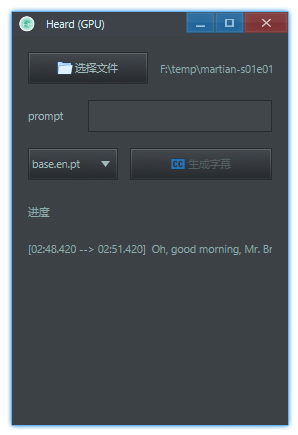 Heard (GPU)
选择文件 F:\temp\martian-s01e01
prompt
base.en.pt CC 生成字幕
进度
[02:48.420 --> 02:51.420] Oh, good morning, Mr. Br